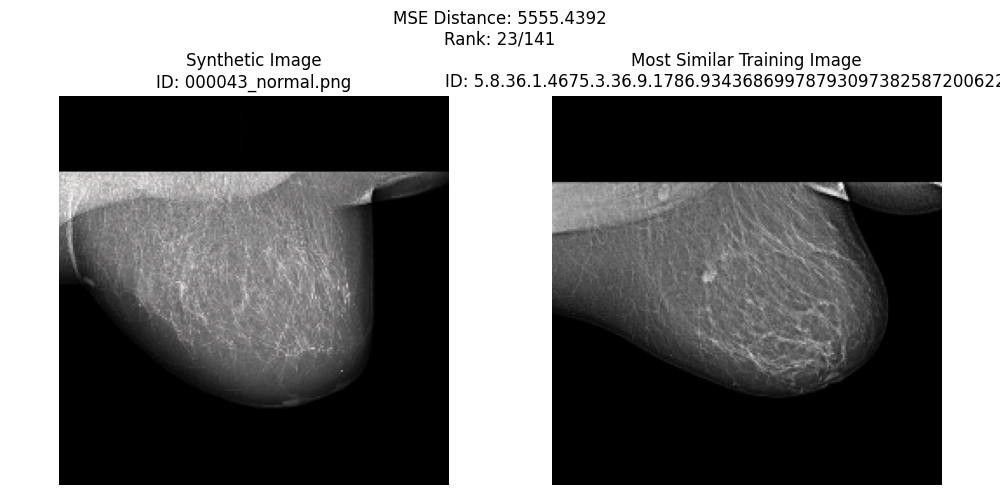 MSE Distance: 5555.4392
Rank: 23/141
Synthetic Image
ID: 000043_normal.png
Most Similar Training Image
ID: 5.8.36.1.4675.3.36.9.1786.93436869978793097382587200622